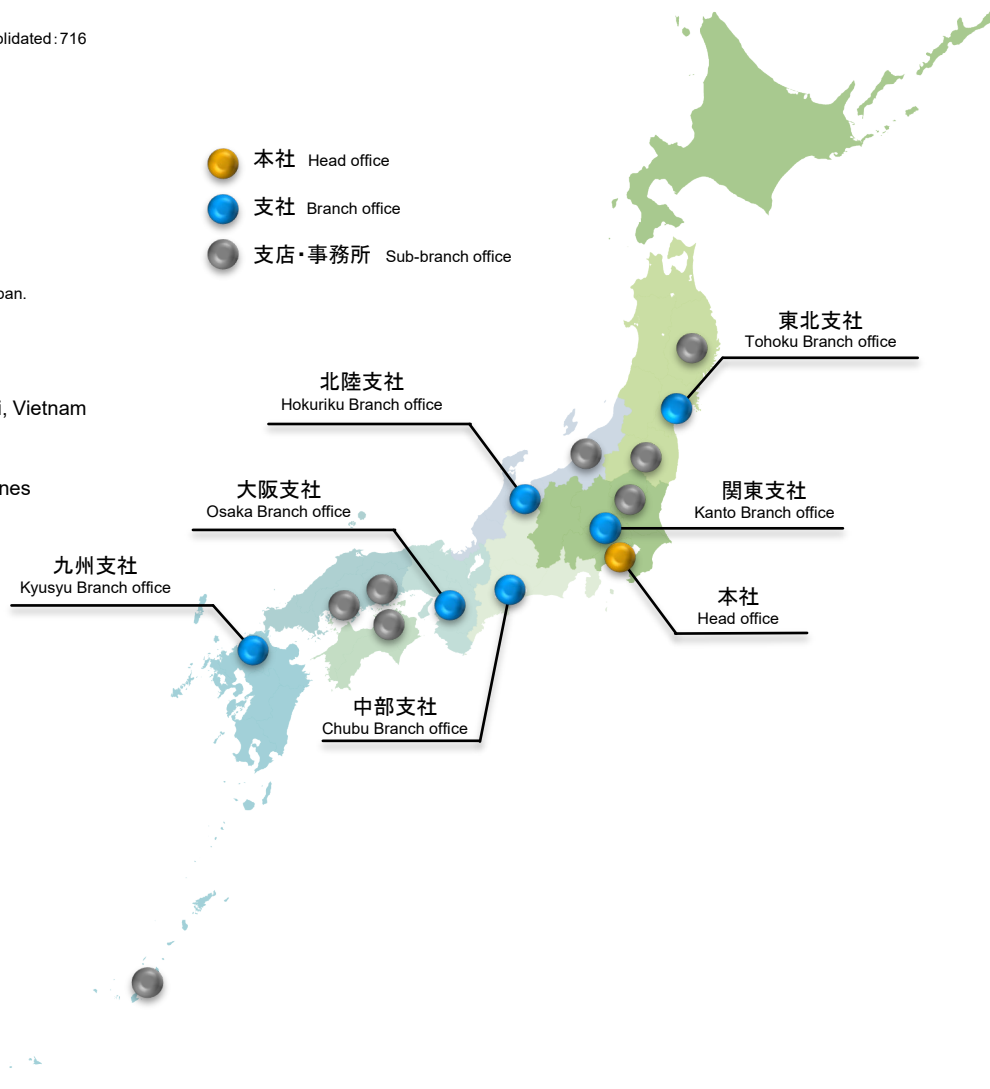 olidated：716
本社 Head office
支社 Branch office
支店・事務所 Sub-branch office
pan.
東北支社
Tohoku Branch office
北陸支社
Hokuriku Branch office
i, Vietnam
nes
大阪支社
Osaka Branch office
関東支社
Kanto Branch office
九州支社
Kyusyu Branch office
本社
Head office
中部支社
Chubu Branch office